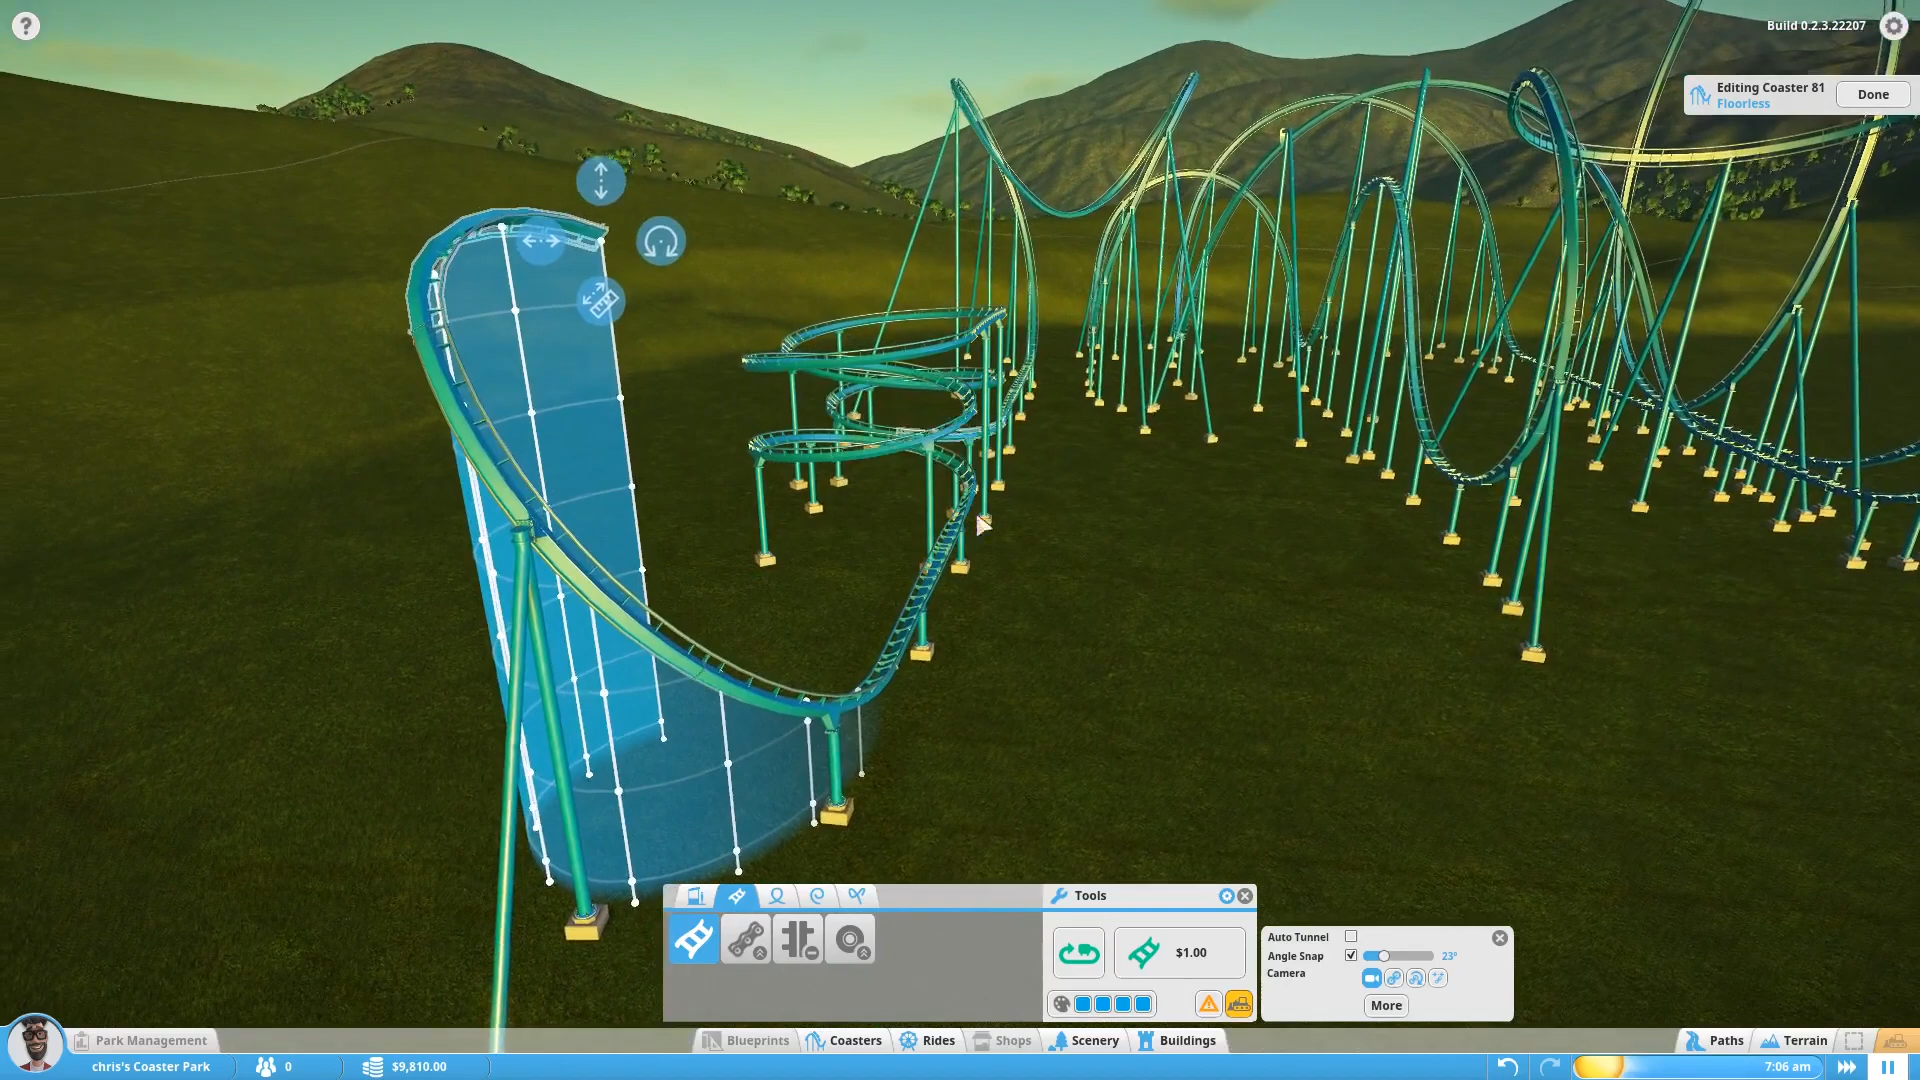 ?
Build 0.2.3.22207
Editing Coaster 81
Floorless
Done
Tools
$1.00
Auto Tunnel
Angle Snap
23°
Camera
More
Park Management
Blueprints
Coasters
Rides
Shops
Scenery
Buildings
Paths
Terrain
chris's Coaster Park
0
$9,810.00
7:06 am